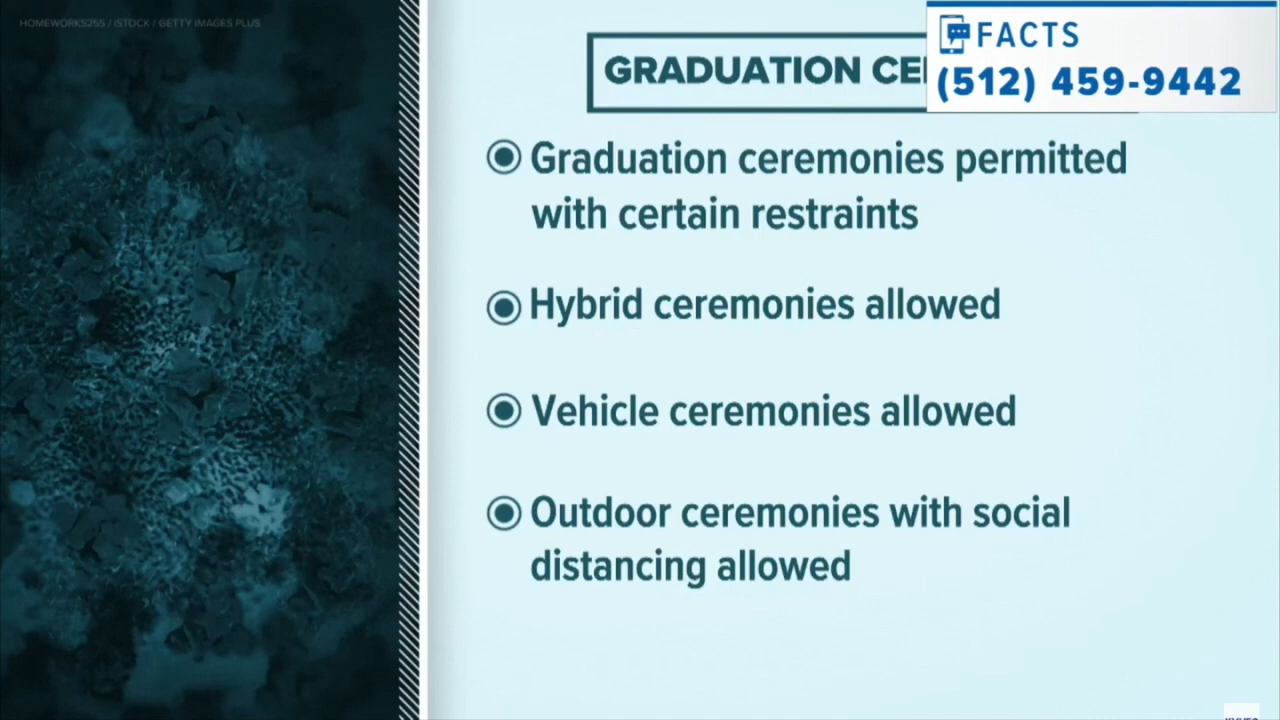 HOMEWORKS255 / iSTOCK / GETTY IMAGES PLUS
GRADUATION CE
FACTS
(512) 459-9442
Graduation ceremonies permitted
with certain restraints
Hybrid ceremonies allowed
Vehicle ceremonies allowed
Outdoor ceremonies with social
distancing allowed